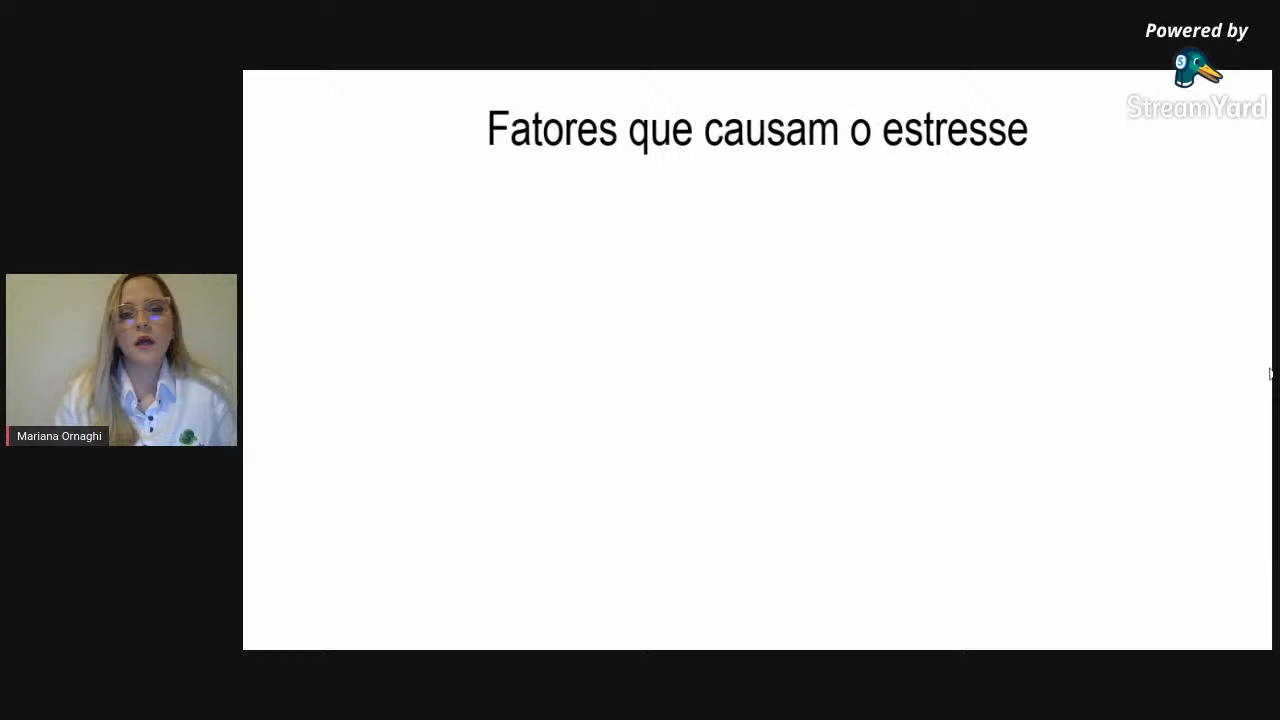 Powered by
StreamYard
Fatores que causam o estresse
Mariana Ornaghi